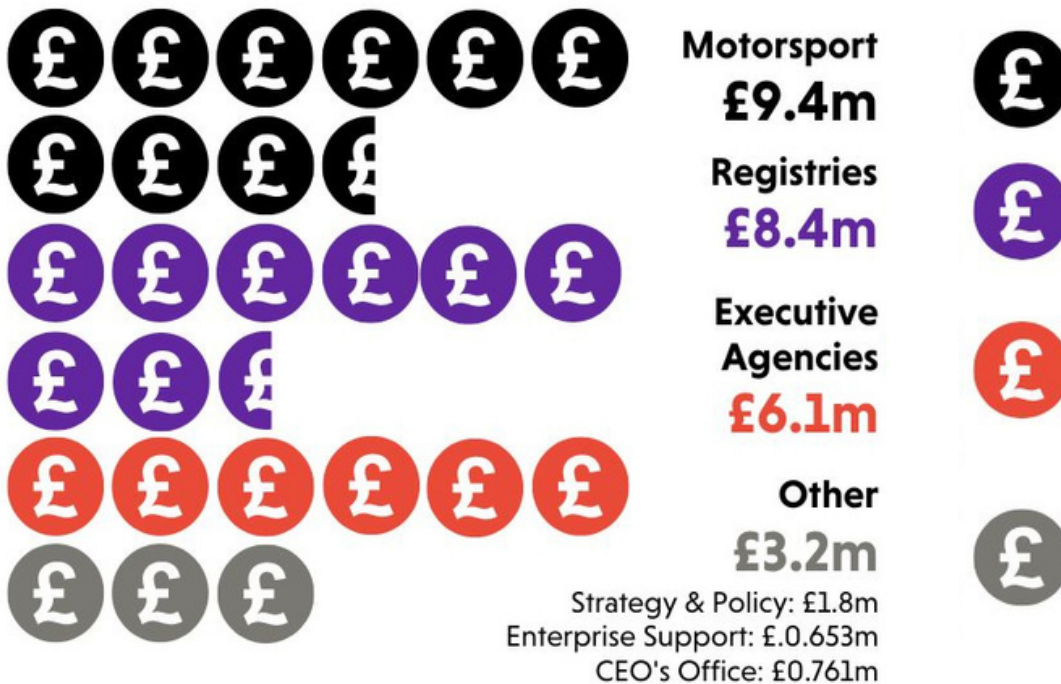 £ £ £ £ £ £
£ £ £ £
£ £ £ £ £ £
£ £ £
£ £ £ £ £ £
£ £ £
Motorsport
£9.4m
£
Registries
£8.4m
£
Executive
Agencies
£6.1m
£
Other
£3.2m
£
Strategy & Policy: £1.8m
Enterprise Support: £.0.653m
CEO's Office: £0.761m